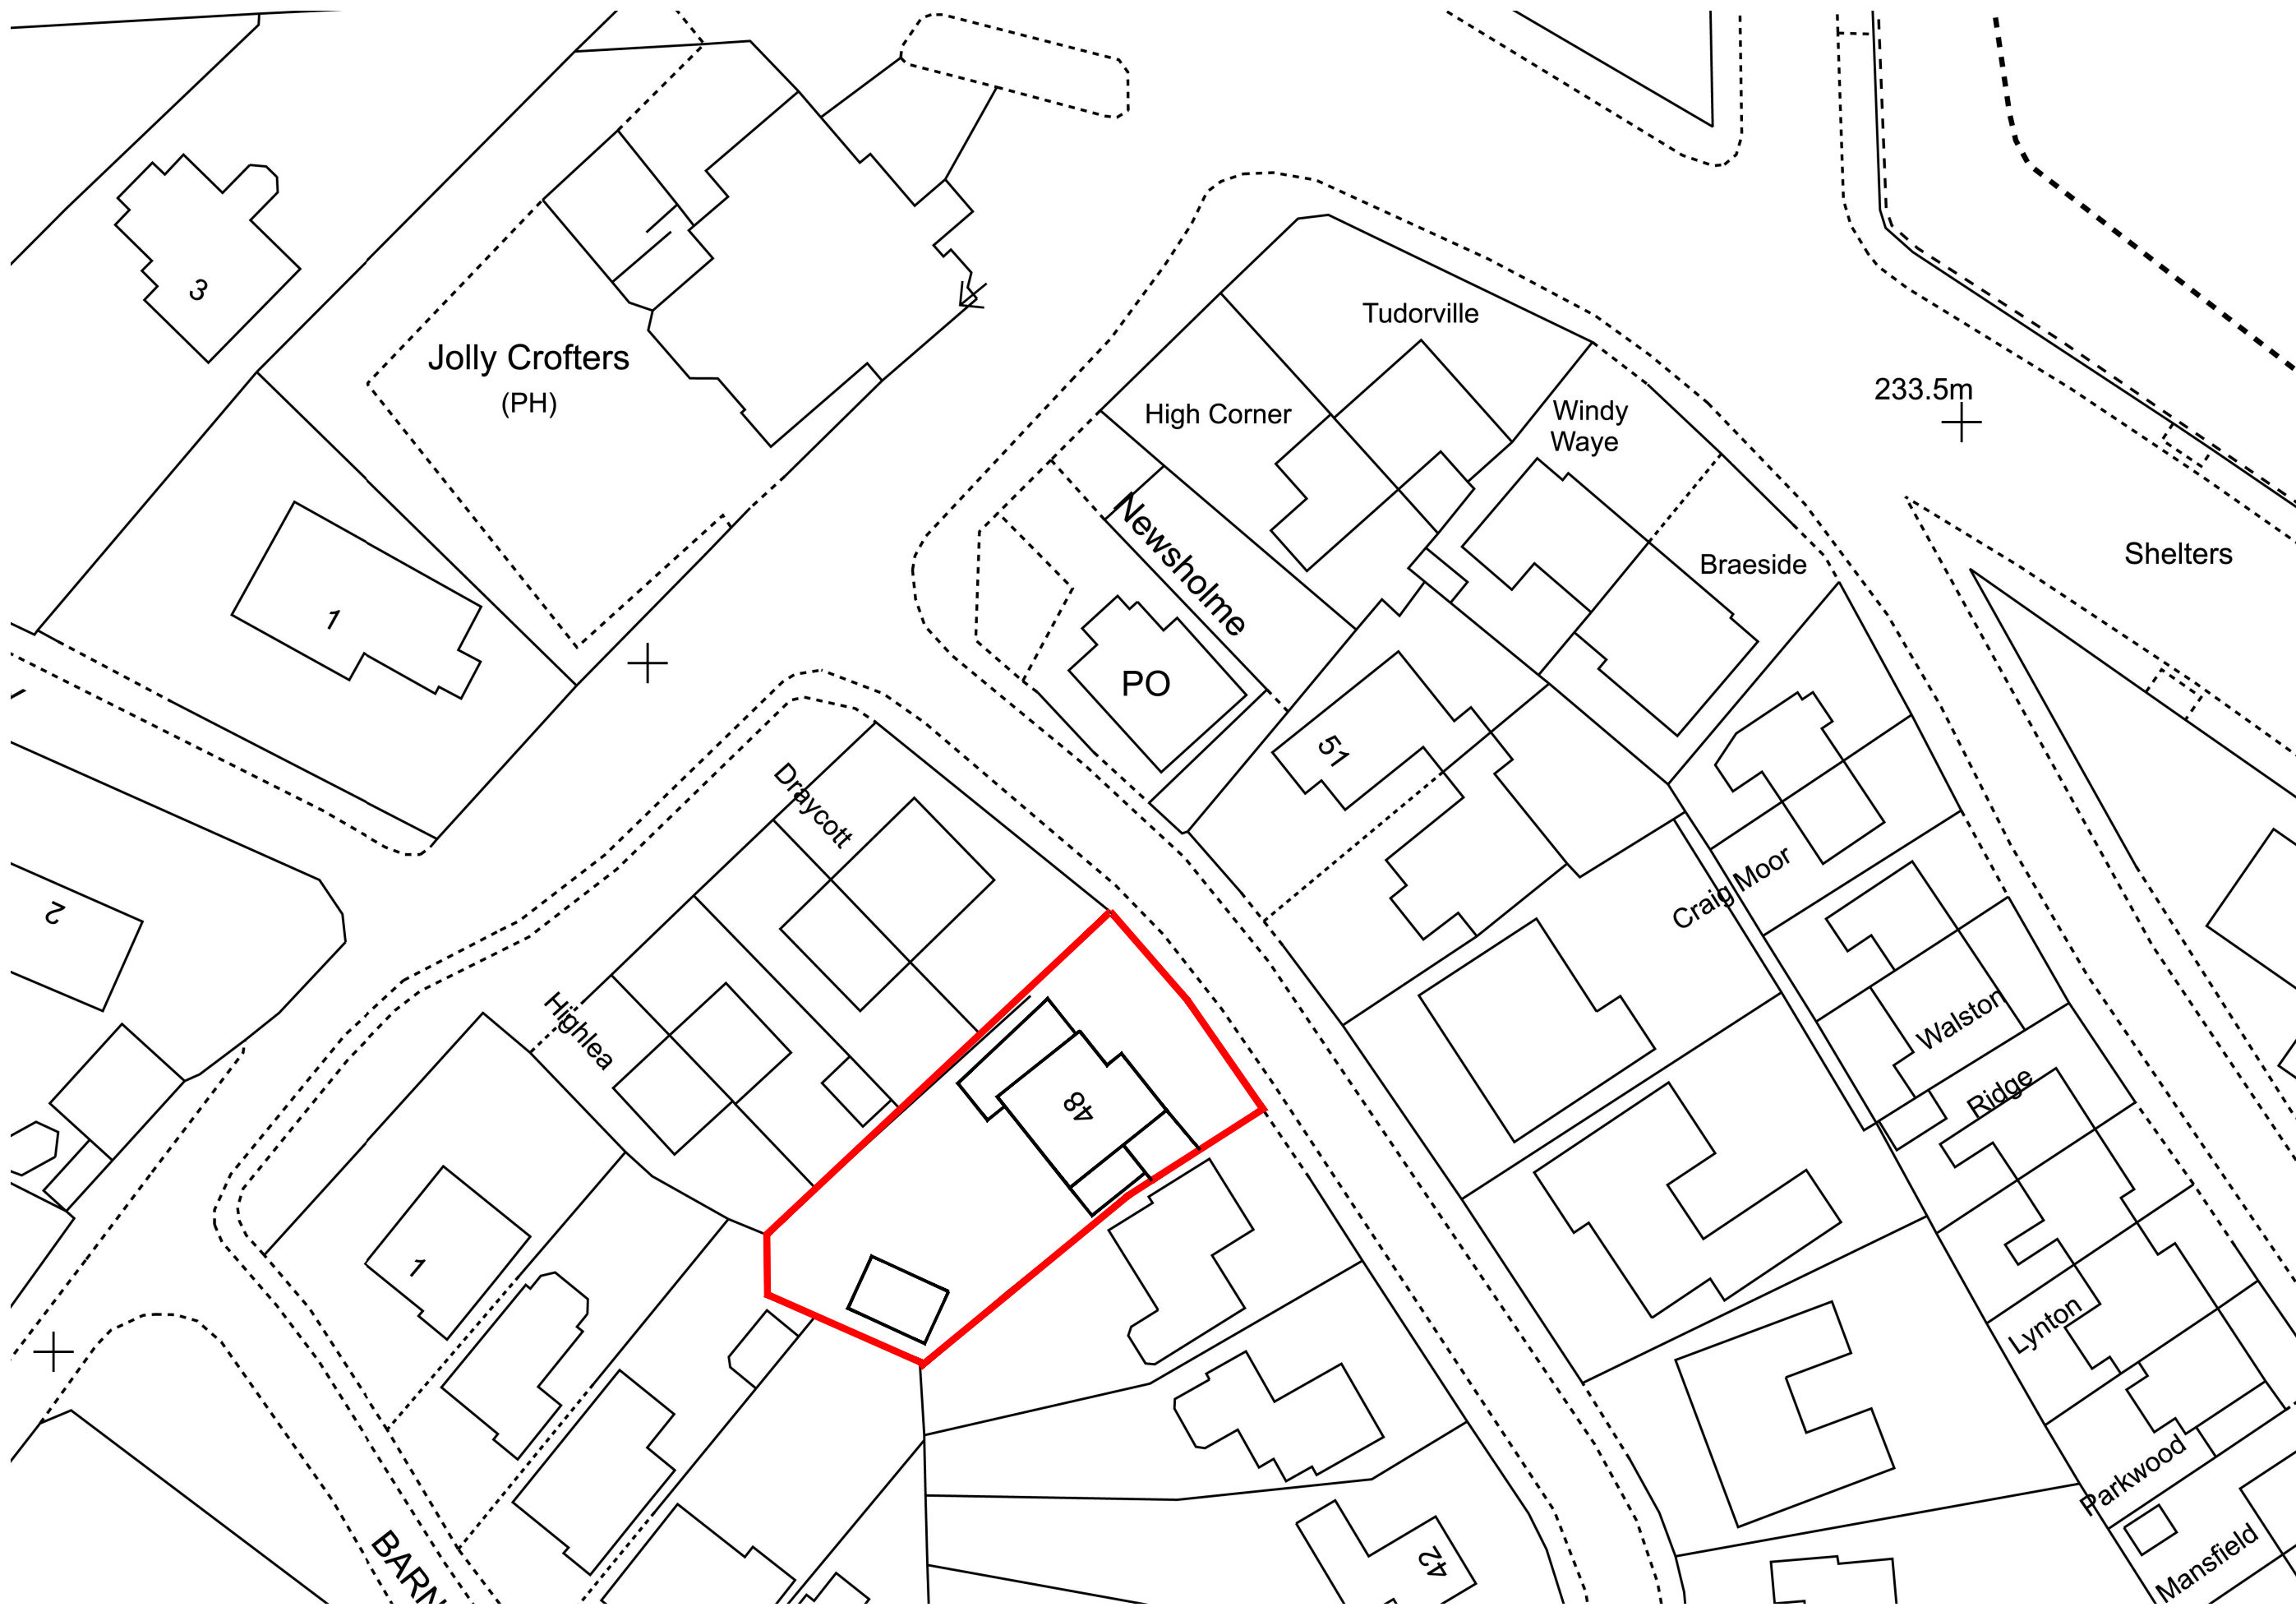 3
Jolly Crofters
(PH)
Tudorville
High Corner
Windy
Waye
233.5m
Newsholme
Braeside
Shelters
1
PO
51
Draycott
2
Craig Moor
Highlea
48
Walston
Ridge
1
Lynton
Parkwood
BARN
42
Mansfield